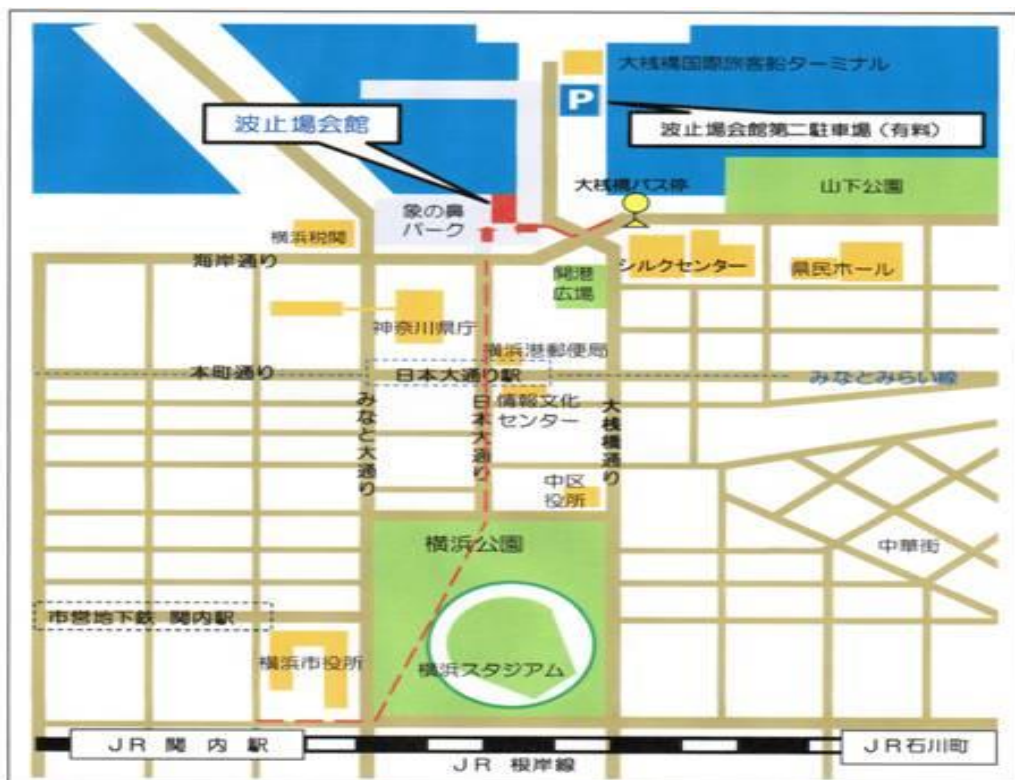 大桟橋国際旅客船ターミナル
P
波止場会館
波止場会館第二駐車場（有料）
大桟橋バス停
山下公園
象の鼻
パーク
横浜税関
海岸通り
シルクセンター
県民ホール
開港
広場
神奈川県庁
横浜港郵便局
本町通り
日本大通り駅
みなとみらい線
みなと大通り
日本大通り
情報文化
センター
大桟橋通り
中区
役所
横浜公園
中華街
市営地下鉄 関内駅
横浜市役所
横浜スタジアム
JR関内駅
JR石川町
JR 根岸線